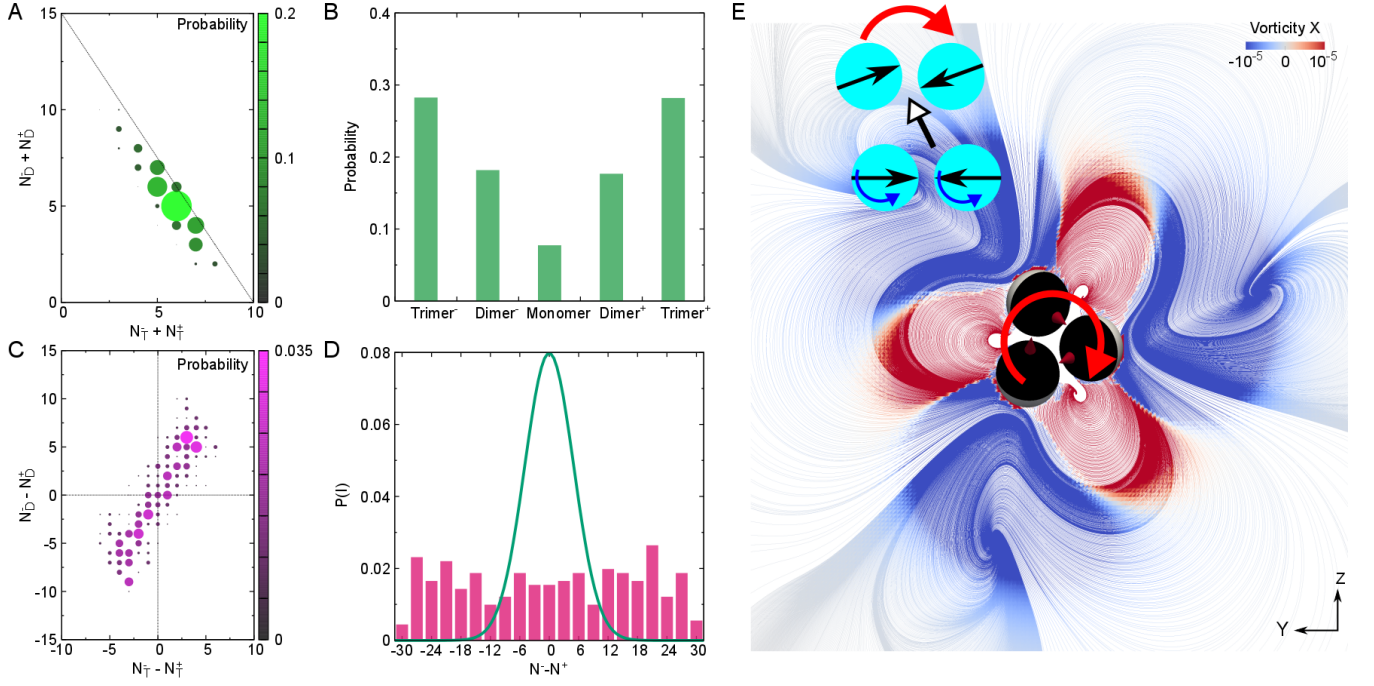 A
Probability
0.2
0.1
0
15
10
5
0
0
5
10
N_D^- + N_D^+
N_T^- + N_T^+
B
0.4
0.3
0.2
0.1
0
Probability
Trimer^- Dimer^- Monomer Dimer^+ Trimer^+
C
Probability
0.035
0
15
10
5
0
-5
-10
-15
-10 -5 0 5 10
N_D^- - N_D^+
N_T^- - N_T^+
D
0.08
0.06
0.04
0.02
0
P(I)
-30 -24 -18 -12 -6 0 6 12 18 24 30
N^--N^+
E
Vorticity X
-10^-5 0 10^-5
Z
Y